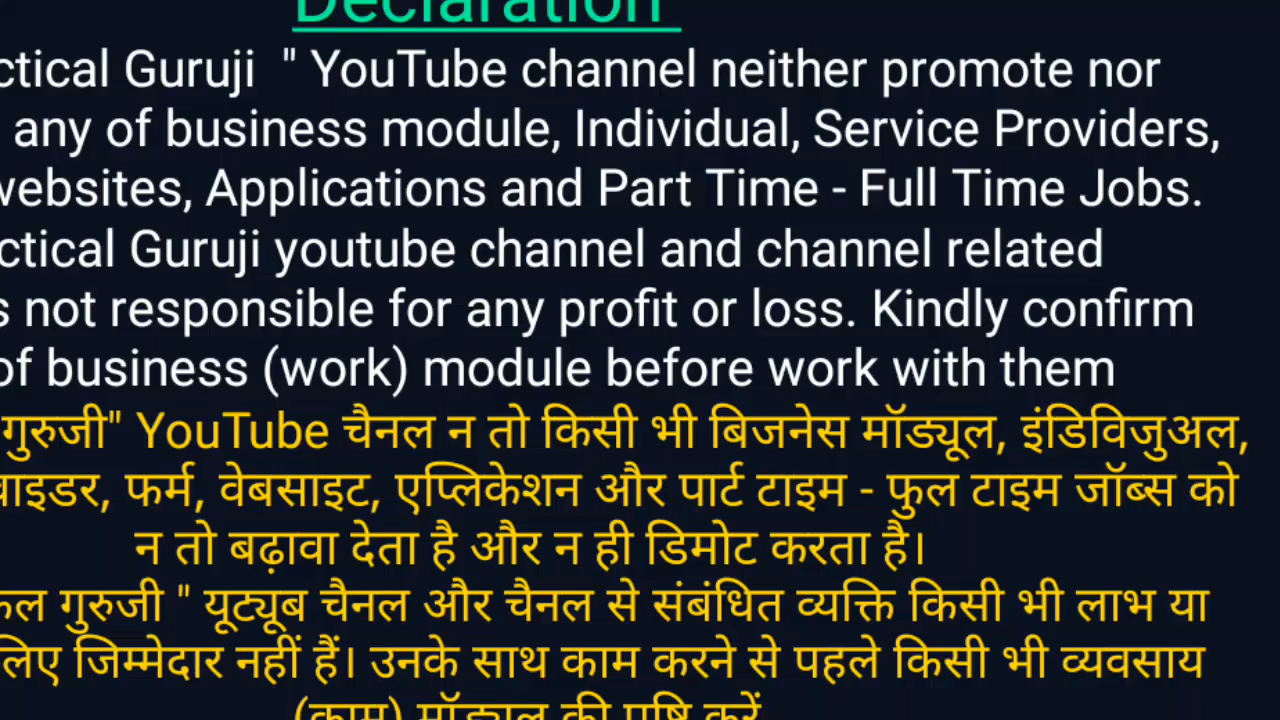 Declaration
ctical Guruji " YouTube channel neither promote nor
any of business module, Individual, Service Providers,
websites, Applications and Part Time - Full Time Jobs.
ctical Guruji youtube channel and channel related
s not responsible for any profit or loss. Kindly confirm
of business (work) module before work with them
गुरुजी" YouTube चैनल न तो किसी भी बिजनेस मॉड्यूल, इंडिविजुअल,
वाइडर, फर्म, वेबसाइट, एप्लिकेशन और पार्ट टाइम - फुल टाइम जॉब्स को
न तो बढ़ावा देता है और न ही डिमोट करता है।
कल गुरुजी " यूट्यूब चैनल और चैनल से संबंधित व्यक्ति किसी भी लाभ या
लिए जिम्मेदार नहीं हैं। उनके साथ काम करने से पहले किसी भी व्यवसाय
(काम) मॉड्यूल की पुष्टि करें